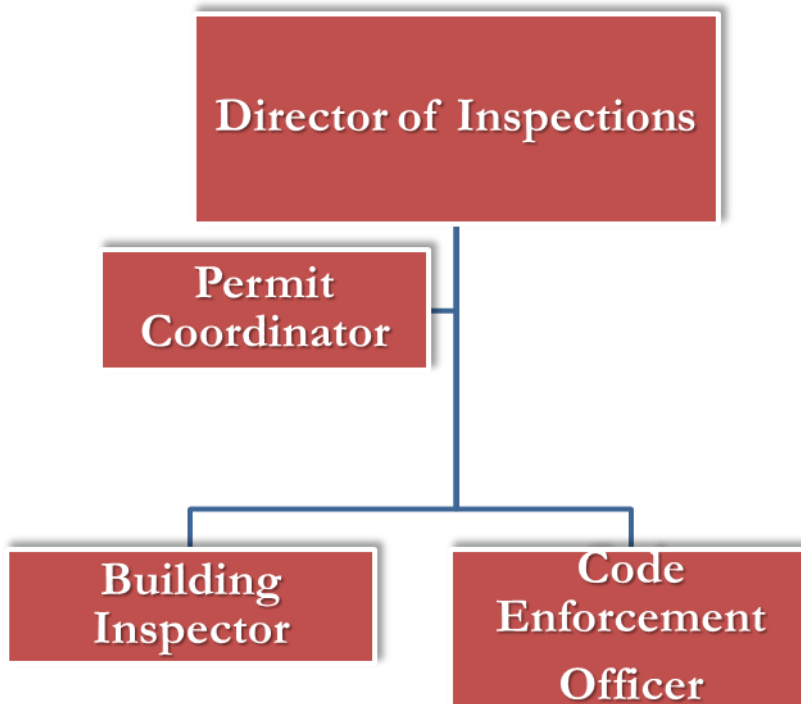 Director of Inspections
Permit
Coordinator
Building
Inspector
Code
Enforcement
Officer